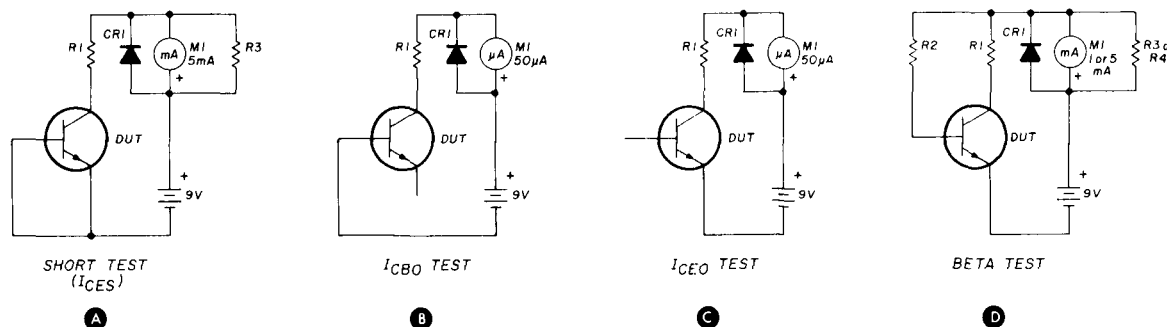 R1
CR1
mA
M1
5mA
+
R3
DUT
+
9V
SHORT TEST
(ICES)
A
R1
CR1
µA
M1
50µA
+
DUT
+
9V
ICBO TEST
B
R1
CR1
µA
M1
50µA
+
DUT
+
9V
ICEO TEST
C
R2
R1
CR1
mA
M1
1 or 5
mA
+
R3 o
R4
DUT
+
9V
BETA TEST
D